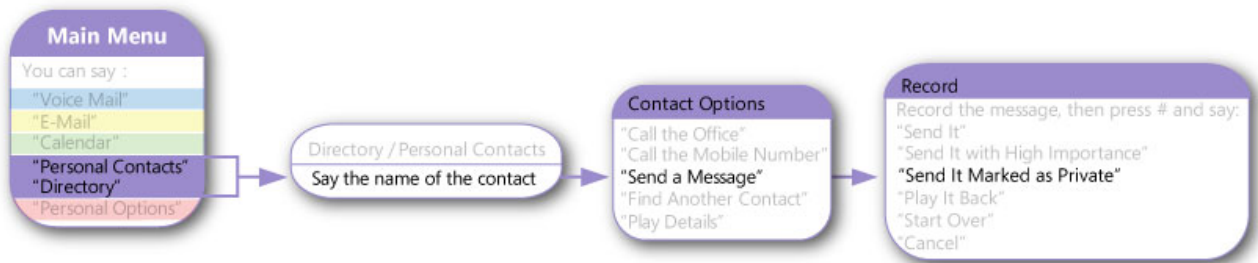 Main Menu
You can say :
"Voice Mail"
"E-Mail"
"Calendar"
"Personal Contacts"
"Directory"
"Personal Options"
Directory / Personal Contacts
Say the name of the contact
Contact Options
"Call the Office"
"Call the Mobile Number"
"Send a Message"
"Find Another Contact"
"Play Details"
Record
Record the message, then press # and say:
"Send It"
"Send It with High Importance"
"Send It Marked as Private"
"Play It Back"
"Start Over"
"Cancel"